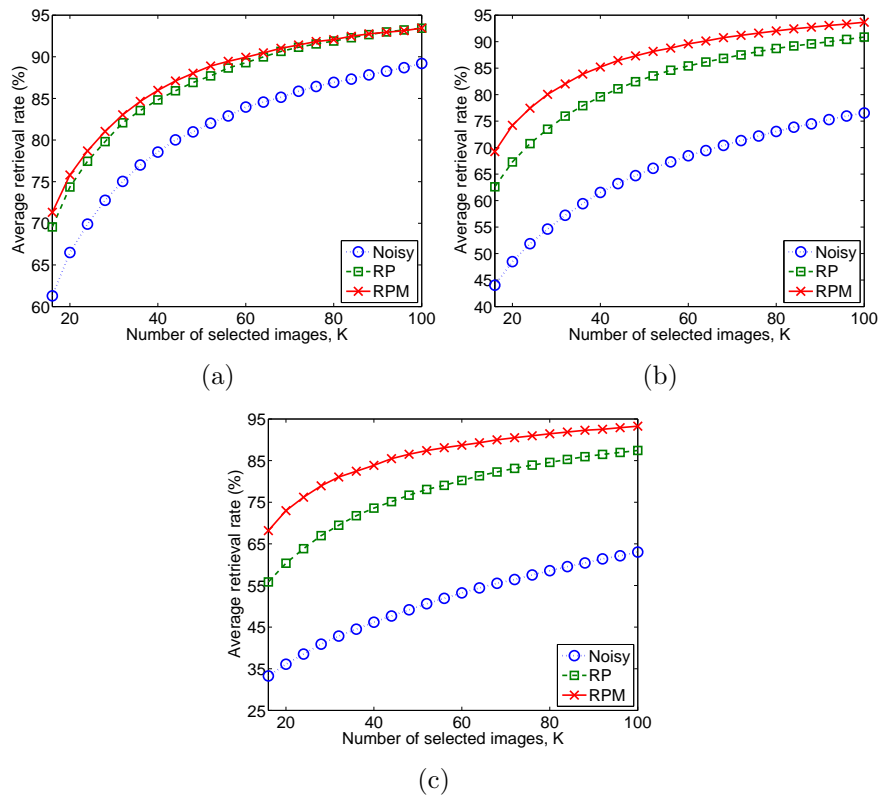 95
90
85
80
75
70
65
60
20
40
60
80
100
Average retrieval rate (%)
Number of selected images, K
Noisy
RP
RPM
(a)
95
90
85
80
75
70
65
60
55
50
45
40
20
40
60
80
100
Average retrieval rate (%)
Number of selected images, K
Noisy
RP
RPM
(b)
95
85
75
65
55
45
35
25
20
40
60
80
100
Average retrieval rate (%)
Number of selected images, K
Noisy
RP
RPM
(c)